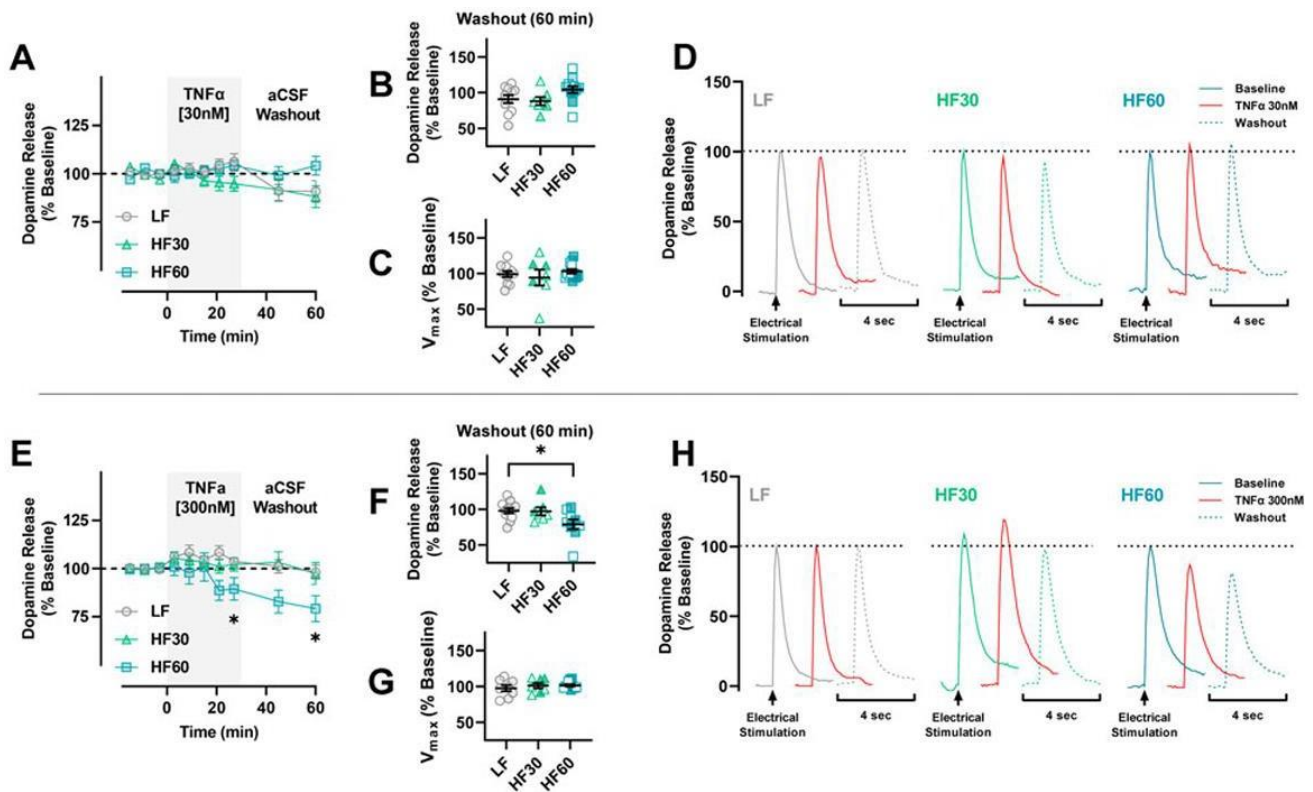 A
TNFα
[30nM]
aCSF
Washout
Dopamine Release
(% Baseline)
125
100
75
LF
HF30
HF60
0
20
40
60
Time (min)
Washout (60 min)
B
Dopamine Release
(% Baseline)
150
100
50
LF
HF30
HF60
C
Vmax (% Baseline)
150
100
50
LF
HF30
HF60
D
Dopamine Release
(% Baseline)
150
100
50
0
LF
HF30
HF60
Baseline
TNFα 30nM
Washout
Electrical
Stimulation
4 sec
Electrical
Stimulation
4 sec
Electrical
Stimulation
4 sec
E
TNFa
[300nM]
aCSF
Washout
Dopamine Release
(% Baseline)
125
100
75
LF
HF30
HF60
*
*
0
20
40
60
Time (min)
Washout (60 min)
F
Dopamine Release
(% Baseline)
150
100
50
*
LF
HF30
HF60
G
Vmax (% Baseline)
150
100
50
LF
HF30
HF60
H
Dopamine Release
(% Baseline)
150
100
50
0
LF
HF30
HF60
Baseline
TNFα 300nM
Washout
Electrical
Stimulation
4 sec
Electrical
Stimulation
4 sec
Electrical
Stimulation
4 sec